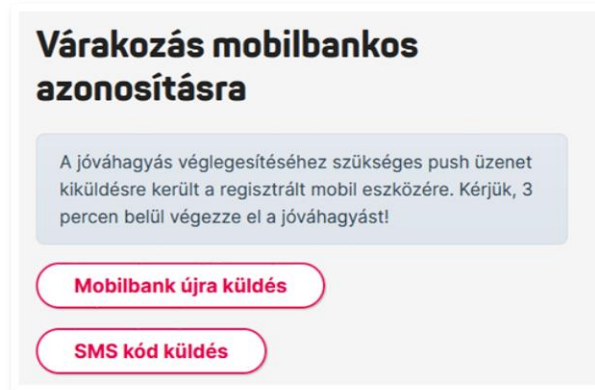 Várakozás mobilbankos
azonosításra
A jóváhagyás véglegesítéséhez szükséges push üzenet
kiküldésre került a regisztrált mobil eszközére. Kérjük, 3
percen belül végezze el a jóváhagyást!
Mobilbank újra küldés
SMS kód küldés